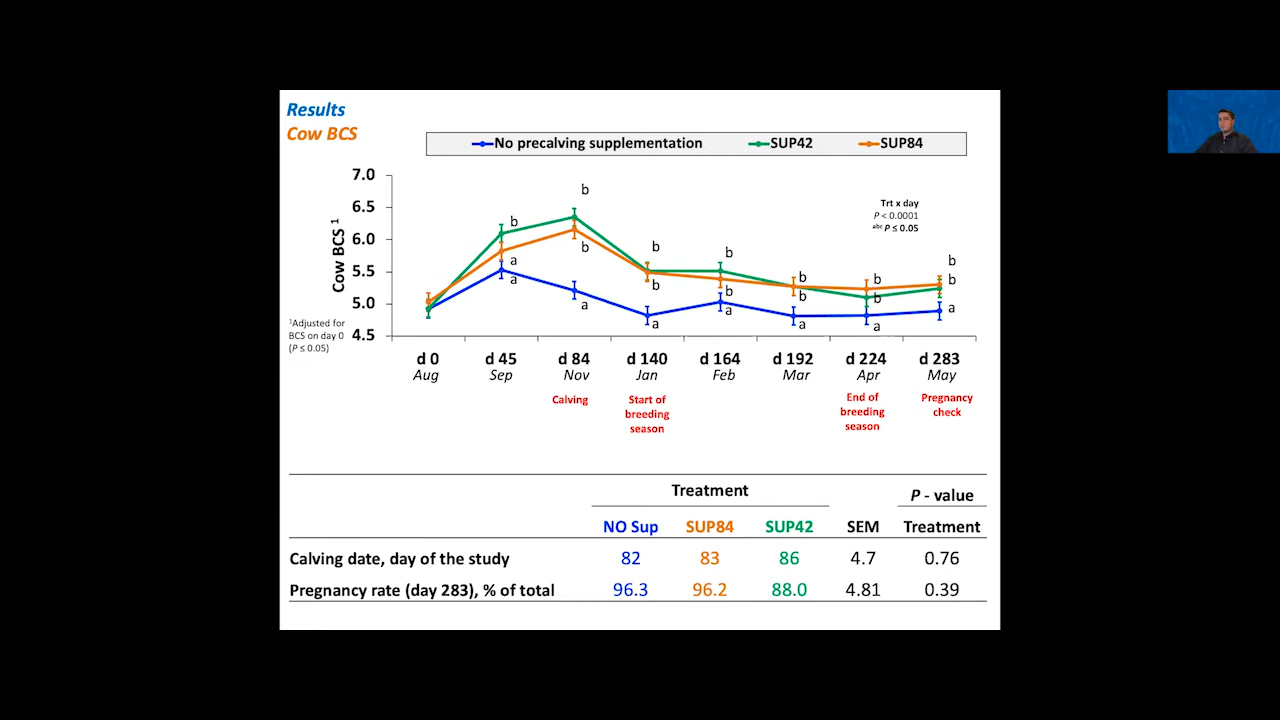 Results
Cow BCS
No precalving supplementation SUP42 SUP84
7.0
6.5
6.0
5.5
5.0
4.5
Cow BCS 1
Trt x day
P < 0.0001
abc P ≤ 0.05
b
b
a
a
b
b
a
b
b
a
b
b
a
b
b
a
b
b
a
b
b
a
1Adjusted for
BCS on day 0
(P ≤ 0.05)
d 0 d 45 d 84 d 140 d 164 d 192 d 224 d 283
Aug Sep Nov Jan Feb Mar Apr May
Calving
Start of
breeding
season
End of
breeding
season
Pregnancy
check
Treatment P - value
NO Sup SUP84 SUP42 SEM Treatment
Calving date, day of the study 82 83 86 4.7 0.76
Pregnancy rate (day 283), % of total 96.3 96.2 88.0 4.81 0.39